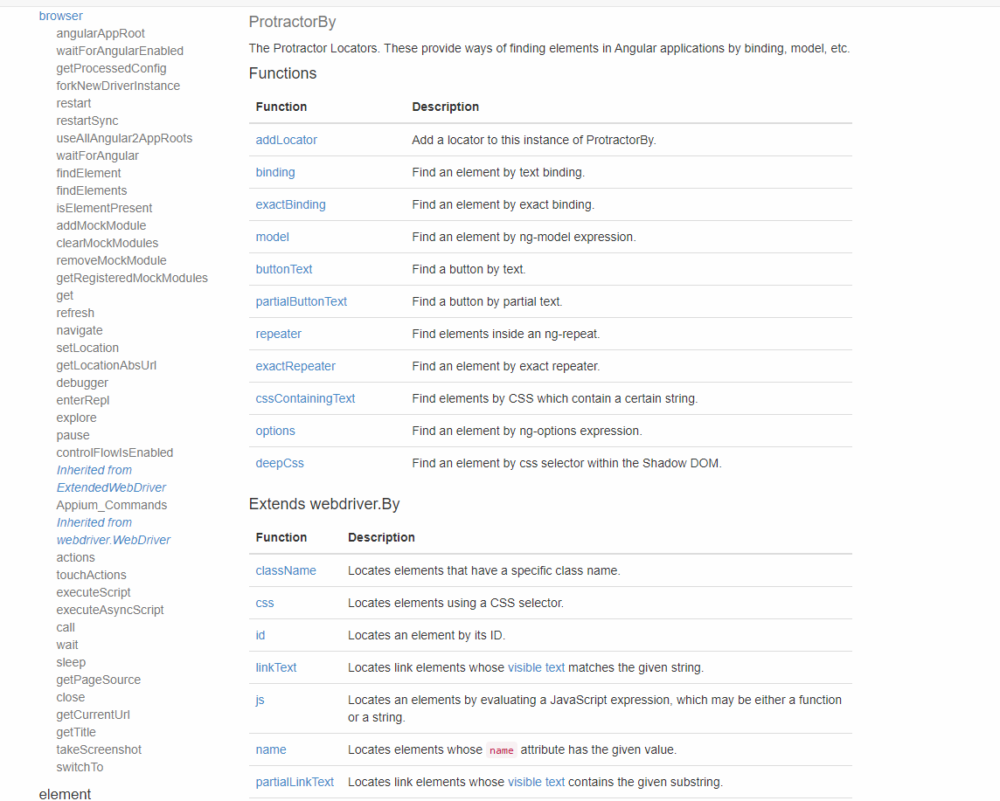 browser
angularAppRoot
waitForAngularEnabled
getProcessedConfig
forkNewDriverInstance
restart
restartSync
useAllAngular2AppRoots
waitForAngular
findElement
findElements
isElementPresent
addMockModule
clearMockModules
removeMockModule
getRegisteredMockModules
get
refresh
navigate
setLocation
getLocationAbsUrl
debugger
enterRepl
explore
pause
controlFlowIsEnabled
Inherited from
ExtendedWebDriver
Appium_Commands
Inherited from
webdriver.WebDriver
actions
touchActions
executeScript
executeAsyncScript
call
wait
sleep
getPageSource
close
getCurrentUrl
getTitle
takeScreenshot
switchTo
element
ProtractorBy
The Protractor Locators. These provide ways of finding elements in Angular applications by binding, model, etc.
Functions
Function Description
addLocator Add a locator to this instance of ProtractorBy.
binding Find an element by text binding.
exactBinding Find an element by exact binding.
model Find an element by ng-model expression.
buttonText Find a button by text.
partialButtonText Find a button by partial text.
repeater Find elements inside an ng-repeat.
exactRepeater Find an element by exact repeater.
cssContainingText Find elements by CSS which contain a certain string.
options Find an element by ng-options expression.
deepCss Find an element by css selector within the Shadow DOM.
Extends webdriver.By
Function Description
className Locates elements that have a specific class name.
css Locates elements using a CSS selector.
id Locates an element by its ID.
linkText Locates link elements whose visible text matches the given string.
js Locates an elements by evaluating a JavaScript expression, which may be either a function
or a string.
name Locates elements whose name attribute has the given value.
partialLinkText Locates link elements whose visible text contains the given substring.